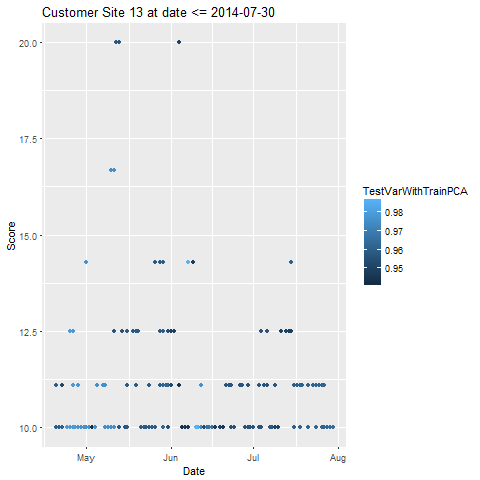 Customer Site 13 at date <= 2014-07-30
20.0
17.5
15.0
12.5
10.0
Score
May
Jun
Jul
Aug
Date
TestVarWithTrainPCA
0.98
0.97
0.96
0.95